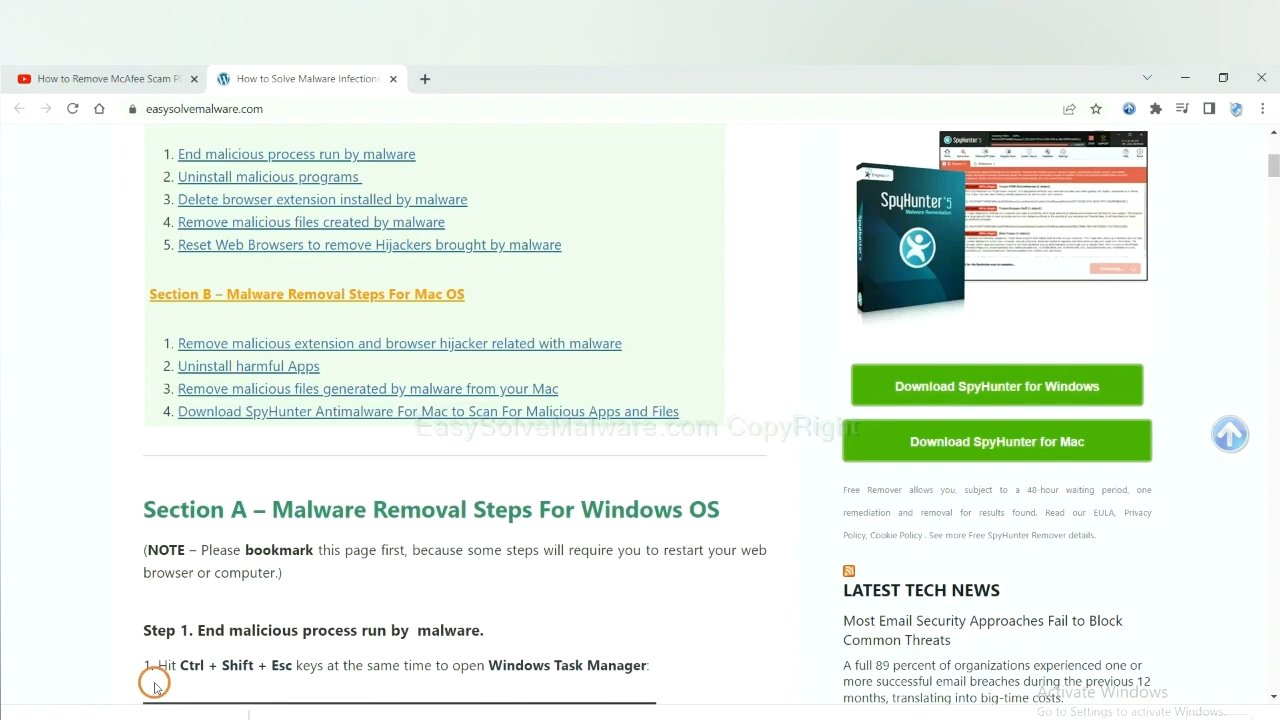 How to Remove McAfee Scam P
How to Solve Malware Infection
easysolvemalware.com
1. End malicious process run by malware
2. Uninstall malicious programs
3. Delete browser extensions installed by malware
4. Remove malicious files created by malware
5. Reset Web Browser to remove Hijackers brought by malware
Section B – Malware Removal Steps For Mac OS
1. Remove malicious extension and browser hijacker related with malware
2. Uninstall harmful Apps
3. Remove malicious files generated by malware from your Mac
4. Download SpyHunter Antimalware For Mac to Scan For Malicious Apps and Files
EasySolveMalware.com CopyRight
Section A – Malware Removal Steps For Windows OS
(NOTE – Please bookmark this page first, because some steps will require you to restart your web
browser or computer.)
Step 1. End malicious process run by malware.
1. Hit Ctrl + Shift + Esc keys at the same time to open Windows Task Manager:
SpyHunter
SpyHunter 5
Malware Remediation
Download SpyHunter for Windows
Download SpyHunter for Mac
Free Remover allows you, subject to a 48-hour waiting period, one
remediation and removal for results found. Read our EULA, Privacy
Policy, Cookie Policy . See more Free SpyHunter Remover details.
LATEST TECH NEWS
Most Email Security Approaches Fail to Block
Common Threats
A full 89 percent of organizations experienced one or
more successful email breaches during the previous 12
months, translating into big-time costs.
Activate Windows
Go to Settings to activate Windows.